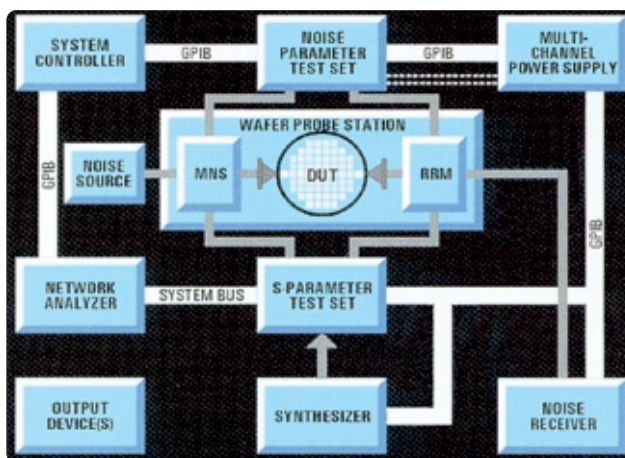 SYSTEM
CONTROLLER
GPIB
NOISE
PARAMETER
TEST SET
GPIB
MULTI-
CHANNEL
POWER SUPPLY
WAFER PROBE STATION
NOISE
SOURCE
MNS
DUT
RRM
GPIB
GPIB
NETWORK
ANALYZER
SYSTEM BUS
S-PARAMETER
TEST SET
OUTPUT
DEVICE(S)
SYNTHESIZER
NOISE
RECEIVER